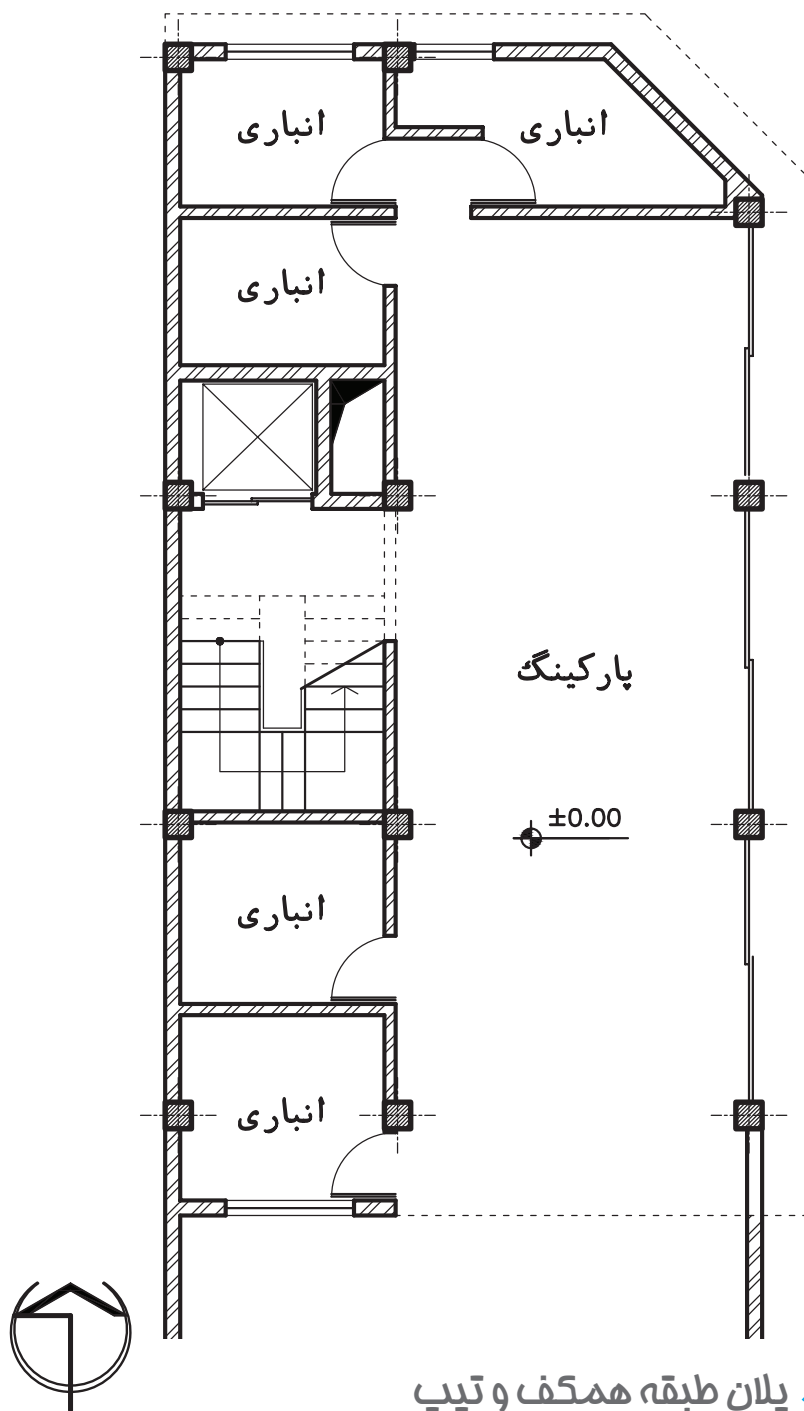 انباری
انباری
انباری
پارکینگ
±0.00
انباری
انباری
پلان طبقه همکف و تیپ